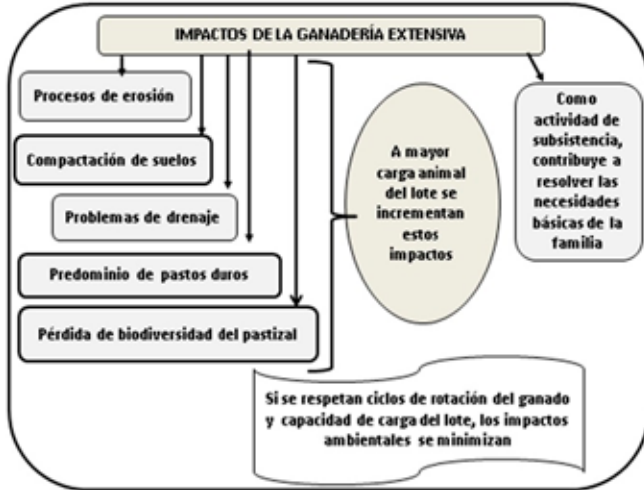 IMPACTOS DE LA GANADERÍA EXTENSIVA
Procesos de erosión
Compactación de suelos
Problemas de drenaje
Predominio de pastos duros
Pérdida de biodiversidad del pastizal
A mayor
carga animal
del lote se
incrementan
estos
impactos
Como
actividad de
subsistencia,
contribuye a
resolver las
necesidades
básicas de la
familia
Si se respetan ciclos de rotación del ganado
y capacidad de carga del lote, los impactos
ambientales se minimizan